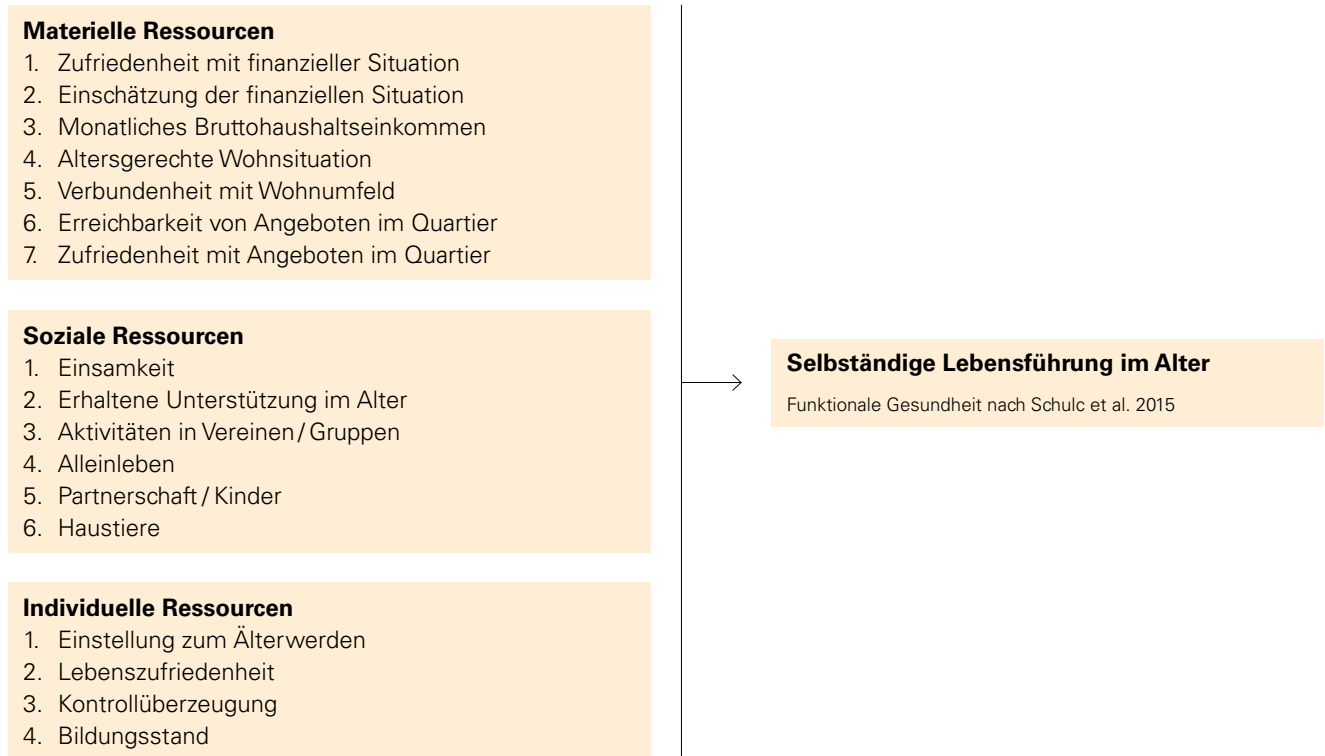 Materielle Ressourcen
1. Zufriedenheit mit finanzieller Situation
2. Einschätzung der finanziellen Situation
3. Monatliches Bruttohaushaltseinkommen
4. Altersgerechte Wohnsituation
5. Verbundenheit mit Wohnumfeld
6. Erreichbarkeit von Angeboten im Quartier
7. Zufriedenheit mit Angeboten im Quartier
Soziale Ressourcen
1. Einsamkeit
2. Erhaltene Unterstützung im Alter
3. Aktivitäten in Vereinen / Gruppen
4. Alleinleben
5. Partnerschaft / Kinder
6. Haustiere
Individuelle Ressourcen
1. Einstellung zum Älterwerden
2. Lebenszufriedenheit
3. Kontrollüberzeugung
4. Bildungsstand
Selbständige Lebensführung im Alter
Funktionale Gesundheit nach Schulc et al. 2015